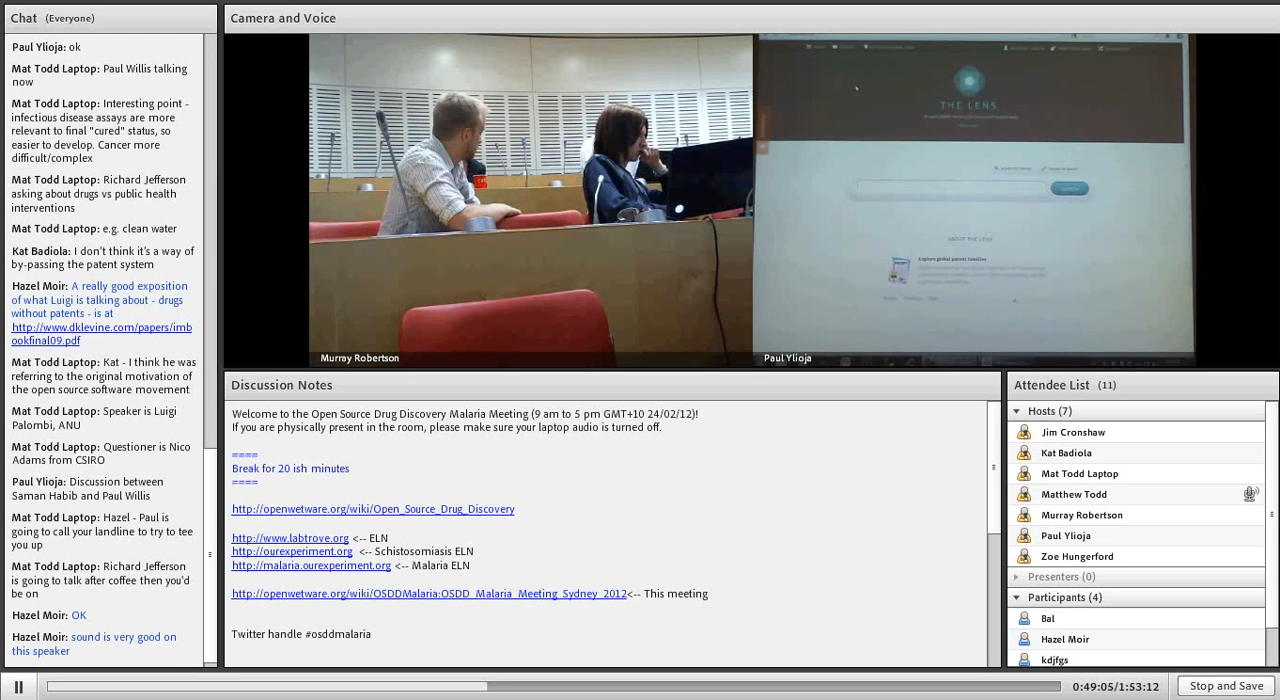 Chat (Everyone)
Paul Ylioja: ok
Mat Todd Laptop: Paul Willis talking
now
Mat Todd Laptop: Interesting point -
infectious disease assays are more
relevant to final "cured" status, so
easier to develop. Cancer more
difficult/complex
Mat Todd Laptop: Richard Jefferson
asking about drugs vs public health
interventions
Mat Todd Laptop: e.g. clean water
Kat Badiola: I don't think it's a way of
by-passing the patent system
Hazel Moir: A really good exposition
of what Luigi is talking about - drugs
without patents - is at
http://www.dklevine.com/papers/imb
ookfinal09.pdf
Mat Todd Laptop: Kat - I think he was
referring to the original motivation of
the open source software movement
Mat Todd Laptop: Speaker is Luigi
Palombi, ANU
Mat Todd Laptop: Questioner is Nico
Adams from CSIRO
Paul Ylioja: Discussion between
Saman Habib and Paul Willis
Mat Todd Laptop: Hazel - Paul is
going to call your landline to try to tee
you up
Mat Todd Laptop: Richard Jefferson
is going to talk after coffee then you'd
be on
Hazel Moir: OK
Hazel Moir: sound is very good on
this speaker
Camera and Voice
THE LENS
ABOUT THE LENS
Explore global patent families
Murray Robertson
Paul Ylioja
Discussion Notes
Welcome to the Open Source Drug Discovery Malaria Meeting (9 am to 5 pm GMT+10 24/02/12)!
If you are physically present in the room, please make sure your laptop audio is turned off.
====
Break for 20 ish minutes
====
http://openwetware.org/wiki/Open_Source_Drug_Discovery
http://www.labtrove.org <-- ELN
http://ourexperiment.org <-- Schistosomiasis ELN
http://malaria.ourexperiment.org <-- Malaria ELN
http://openwetware.org/wiki/OSDDMalaria:OSDD_Malaria_Meeting_Sydney_2012<-- This meeting
Twitter handle #osddmalaria
Attendee List (11)
Hosts (7)
Jim Cronshaw
Kat Badiola
Mat Todd Laptop
Matthew Todd
Murray Robertson
Paul Ylioja
Zoe Hungerford
Presenters (0)
Participants (4)
Bal
Hazel Moir
kdjfgs
0:49:05/1:53:12
Stop and Save